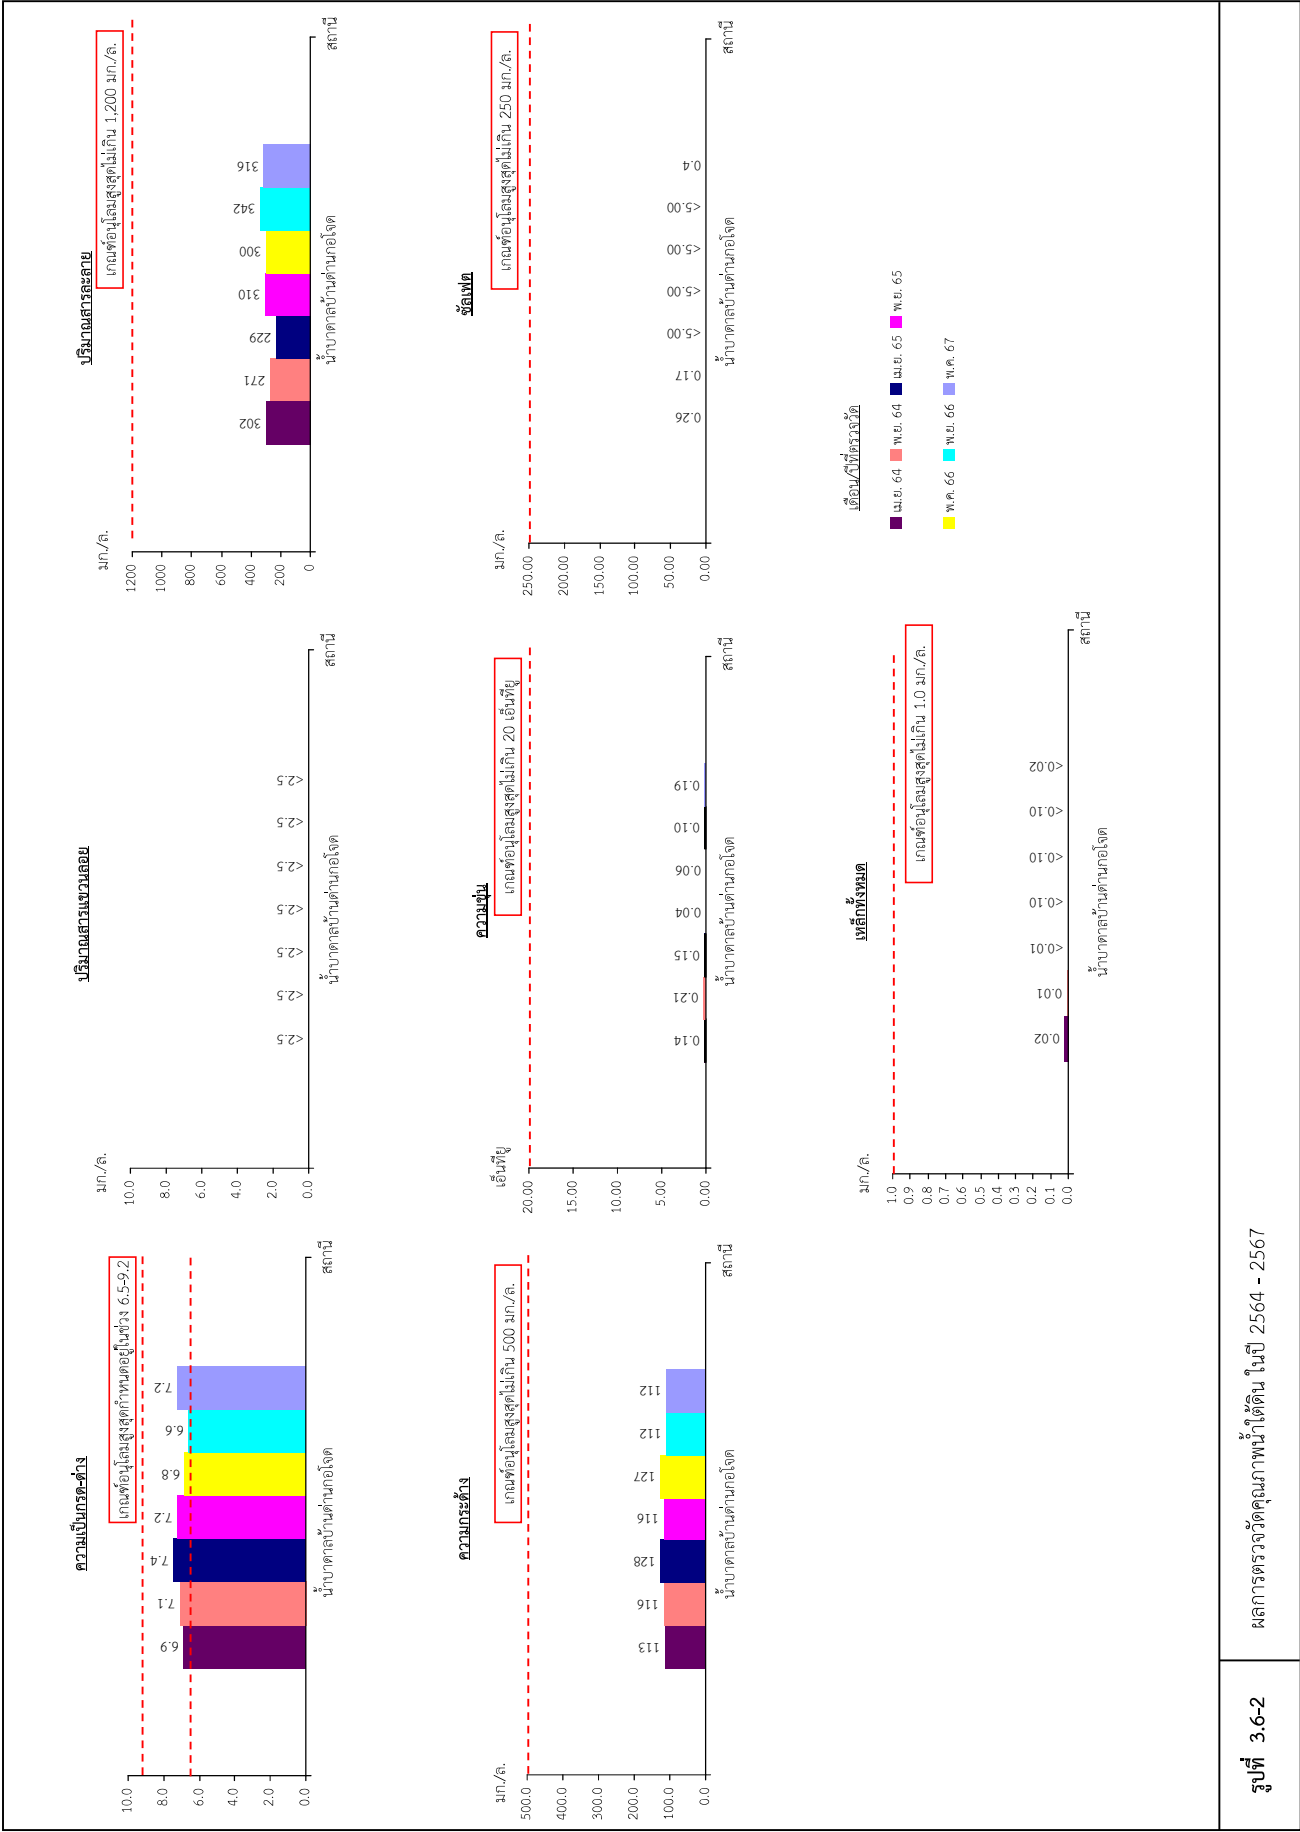 ความเป็นกรด-ด่าง
เกณฑ์อนุโลมสูงสุดกำหนดอยู่ในช่วง 6.5-9.2
10.0
8.0
6.0
4.0
2.0
0.0
6.9
7.1
7.4
7.2
6.8
6.6
7.2
น้ำบาดาลบ้านด่านกอโจด
สถานี
ปริมาณสารแขวนลอย
มก./ล.
10.0
8.0
6.0
4.0
2.0
0.0
<2.5
<2.5
<2.5
<2.5
<2.5
<2.5
<2.5
น้ำบาดาลบ้านด่านกอโจด
สถานี
ปริมาณสารละลาย
มก./ล.
เกณฑ์อนุโลมสูงสุดไม่เกิน 1,200 มก./ล.
1200
1000
800
600
400
200
0
302
271
229
310
300
342
316
น้ำบาดาลบ้านด่านกอโจด
สถานี
ความกระด้าง
มก./ล.
เกณฑ์อนุโลมสูงสุดไม่เกิน 500 มก./ล.
500.0
400.0
300.0
200.0
100.0
0.0
113
116
128
116
127
112
112
น้ำบาดาลบ้านด่านกอโจด
สถานี
ความขุ่น
เอ็นทียู
เกณฑ์อนุโลมสูงสุดไม่เกิน 20 เอ็นทียู
20.00
15.00
10.00
5.00
0.00
0.14
0.21
0.15
0.04
0.06
0.10
0.19
น้ำบาดาลบ้านด่านกอโจด
สถานี
ซัลเฟต
มก./ล.
เกณฑ์อนุโลมสูงสุดไม่เกิน 250 มก./ล.
250.00
200.00
150.00
100.00
50.00
0.00
0.26
0.17
<5.00
<5.00
<5.00
<5.00
0.4
น้ำบาดาลบ้านด่านกอโจด
สถานี
เหล็กทั้งหมด
มก./ล.
เกณฑ์อนุโลมสูงสุดไม่เกิน 1.0 มก./ล.
1.0
0.9
0.8
0.7
0.6
0.5
0.4
0.3
0.2
0.1
0.0
0.02
0.01
<0.01
<0.10
<0.10
<0.10
<0.02
น้ำบาดาลบ้านด่านกอโจด
สถานี
เดือน/ปีที่ตรวจวัด
เม.ย. 64 พ.ย. 64 เม.ย. 65 พ.ย. 65
พ.ค. 66 พ.ย. 66 พ.ค. 67
รูปที่ 3.6-2 ผลการตรวจวัดคุณภาพน้ำใต้ดิน ในปี 2564 - 2567